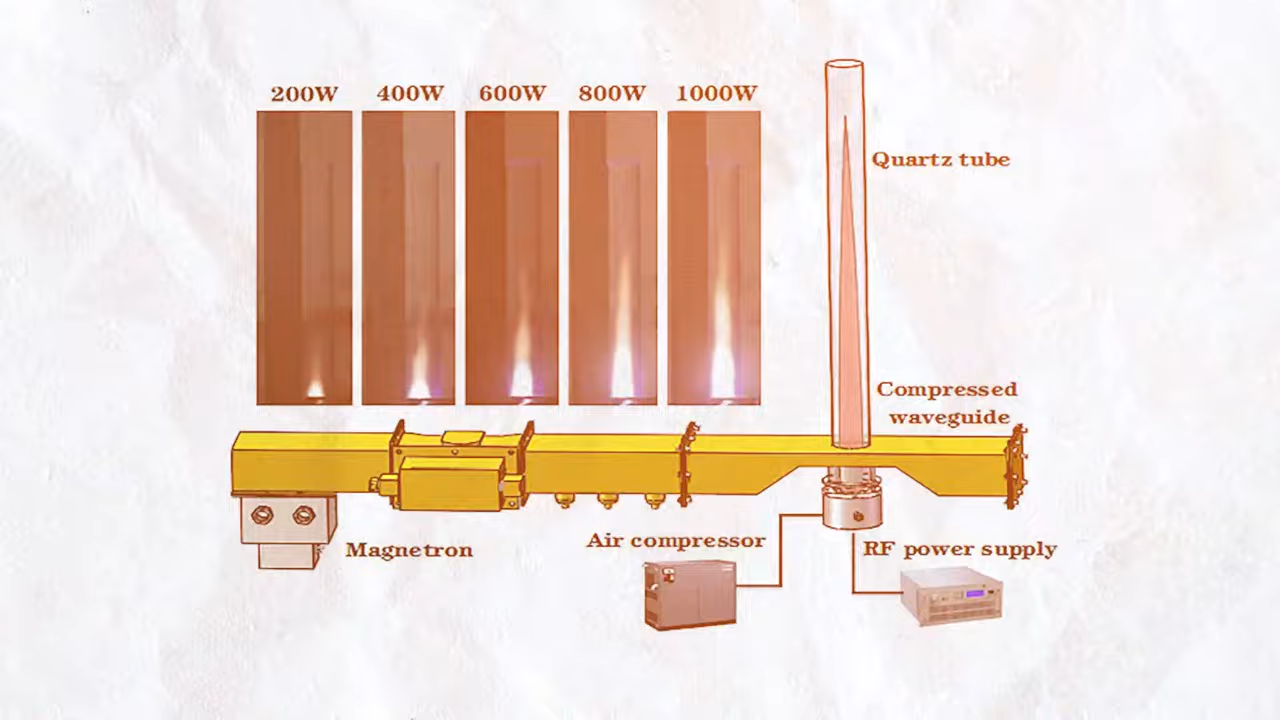 200W 400W 600W 800W 1000W
Quartz tube
Compressed
waveguide
Magnetron
Air compressor
RF power supply